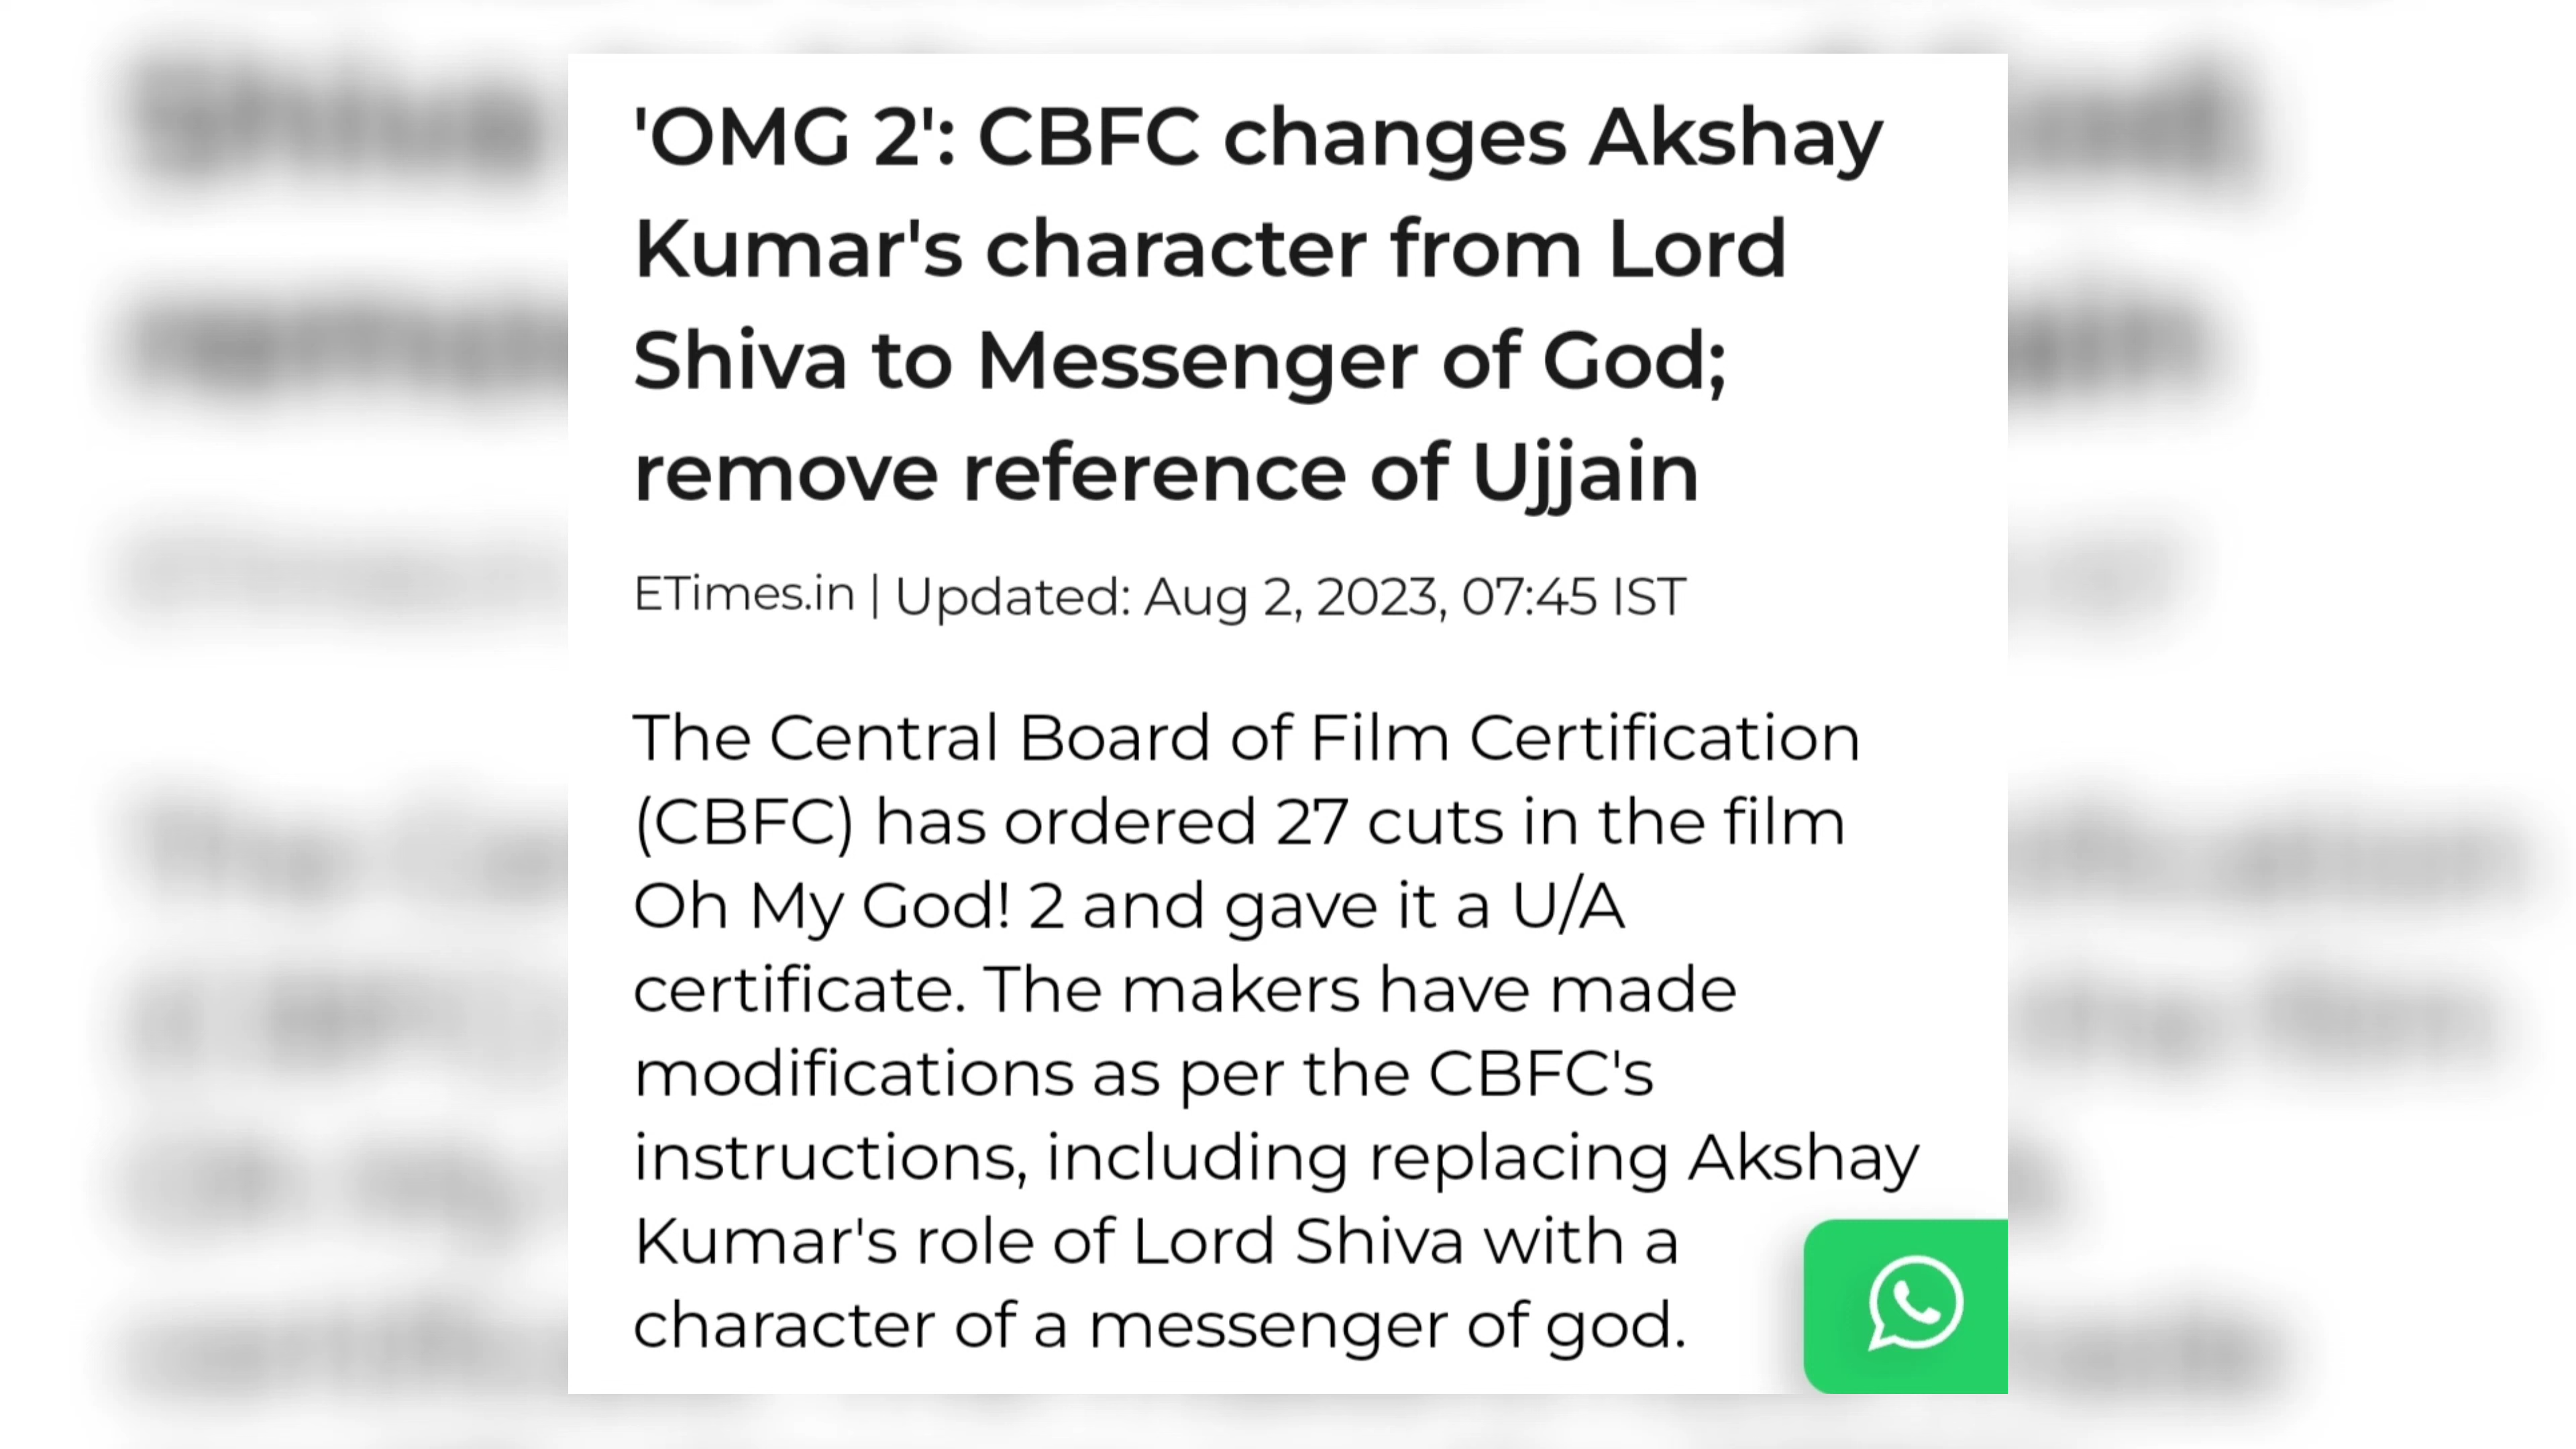 'OMG 2': CBFC changes Akshay
Kumar's character from Lord
Shiva to Messenger of God;
remove reference of Ujjain
ETimes.in | Updated: Aug 2, 2023, 07:45 IST
The Central Board of Film Certification
(CBFC) has ordered 27 cuts in the film
Oh My God! 2 and gave it a U/A
certificate. The makers have made
modifications as per the CBFC's
instructions, including replacing Akshay
Kumar's role of Lord Shiva with a
character of a messenger of god.